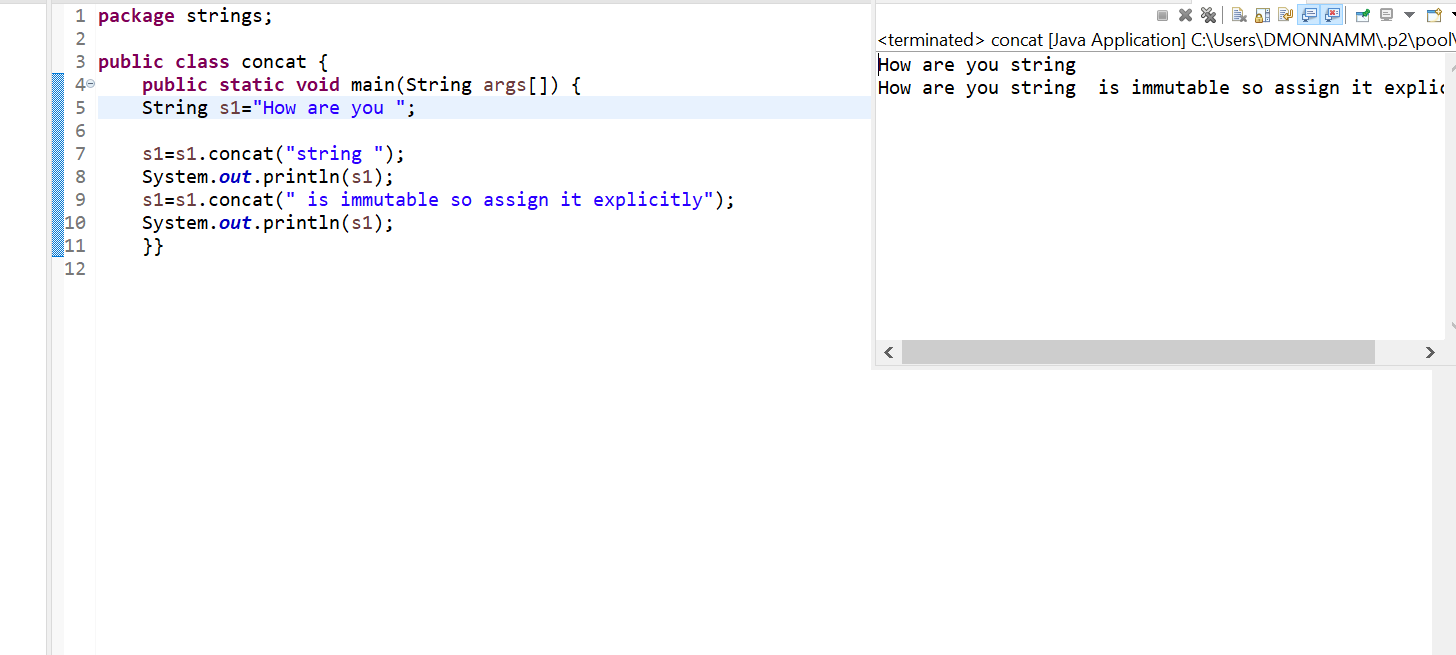 1 package strings;
2
3 public class concat {
4 public static void main(String args[]) {
5 String s1="How are you ";
6
7 s1=s1.concat("string ");
8 System.out.println(s1);
9 s1=s1.concat(" is immutable so assign it explicitly");
10 System.out.println(s1);
11 }}
12
<terminated> concat [Java Application] C:\Users\DMONNAMM\.p2\pool\
How are you string
How are you string  is immutable so assign it explic